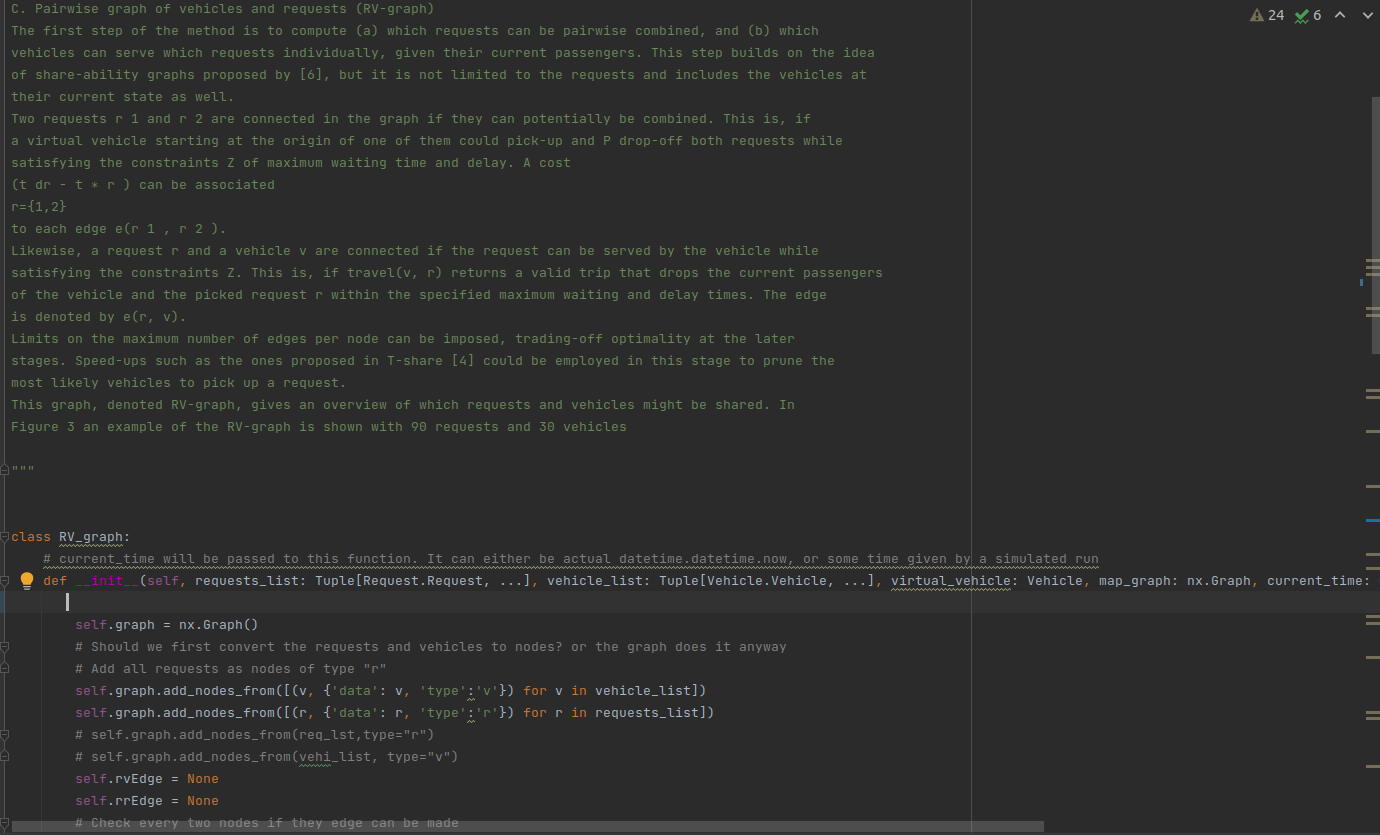 24 6
C. Pairwise graph of vehicles and requests (RV-graph)
The first step of the method is to compute (a) which requests can be pairwise combined, and (b) which
vehicles can serve which requests individually, given their current passengers. This step builds on the idea
of share-ability graphs proposed by [6], but it is not limited to the requests and includes the vehicles at
their current state as well.
Two requests r 1 and r 2 are connected in the graph if they can potentially be combined. This is, if
a virtual vehicle starting at the origin of one of them could pick-up and P drop-off both requests while
satisfying the constraints Z of maximum waiting time and delay. A cost
(t dr - t * r ) can be associated
r={1,2}
to each edge e(r 1 , r 2 ).
Likewise, a request r and a vehicle v are connected if the request can be served by the vehicle while
satisfying the constraints Z. This is, if travel(v, r) returns a valid trip that drops the current passengers
of the vehicle and the picked request r within the specified maximum waiting and delay times. The edge
is denoted by e(r, v).
Limits on the maximum number of edges per node can be imposed, trading-off optimality at the later
stages. Speed-ups such as the ones proposed in T-share [4] could be employed in this stage to prune the
most likely vehicles to pick up a request.
This graph, denoted RV-graph, gives an overview of which requests and vehicles might be shared. In
Figure 3 an example of the RV-graph is shown with 90 requests and 30 vehicles
"""
class RV_graph:
# current_time will be passed to this function. It can either be actual datetime.datetime.now, or some time given by a simulated run
def __init__(self, requests_list: Tuple[Request.Request, ...], vehicle_list: Tuple[Vehicle.Vehicle, ...], virtual_vehicle: Vehicle, map_graph: nx.Graph, current_time:
self.graph = nx.Graph()
# Should we first convert the requests and vehicles to nodes? or the graph does it anyway
# Add all requests as nodes of type "r"
self.graph.add_nodes_from([(v, {'data': v, 'type':'v'}) for v in vehicle_list])
self.graph.add_nodes_from([(r, {'data': r, 'type':'r'}) for r in requests_list])
# self.graph.add_nodes_from(req_lst,type="r")
# self.graph.add_nodes_from(vehi_list, type="v")
self.rvEdge = None
self.rrEdge = None
# Check every two nodes if they edge can be made